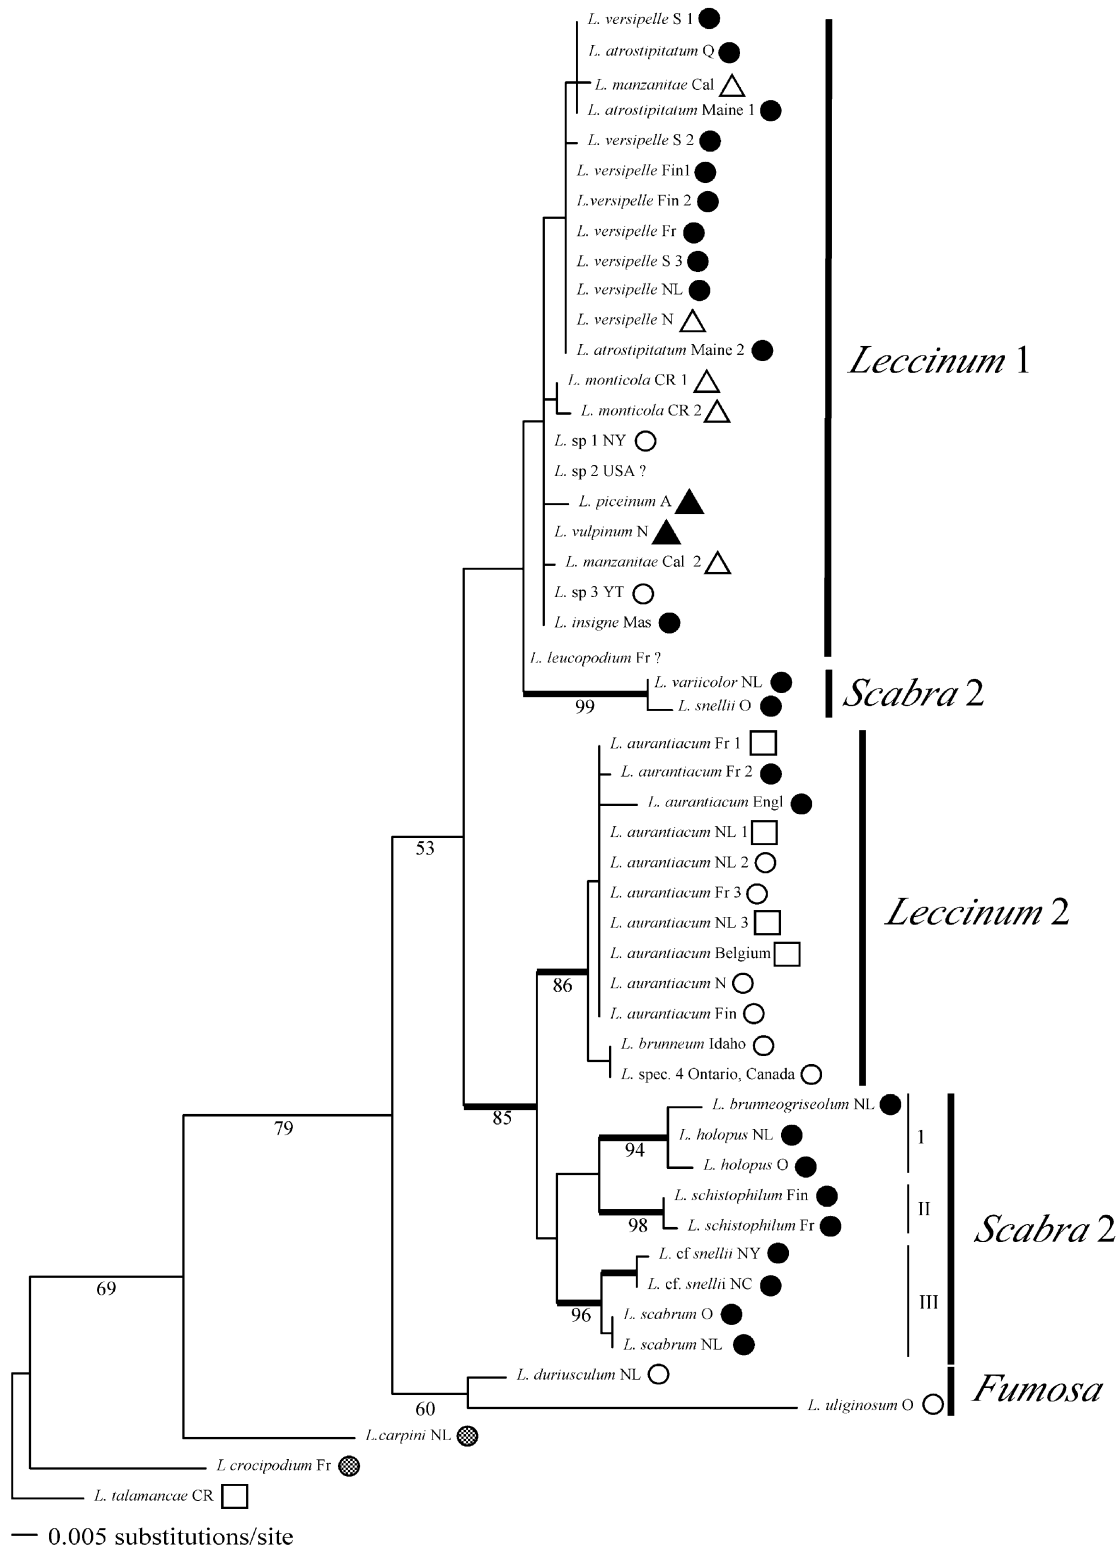 L. versipelle S 1
L. atrostipitatum Q
L. manzanitae Cal
L. atrostipitatum Maine 1
L. versipelle S 2
L. versipelle Fin1
L.versipelle Fin 2
L. versipelle Fr
L. versipelle S 3
L. versipelle NL
L. versipelle N
L. atrostipitatum Maine 2
Leccinum 1
L. monticola CR 1
L. monticola CR 2
L. sp 1 NY
L. sp 2 USA ?
L. piceinum A
L. vulpinum N
L. manzanitae Cal 2
L. sp 3 YT
L. insigne Mas
L. leucopodium Fr ?
L. variicolor NL
Scabra 2
L. snellii O
99
L. aurantiacum Fr 1
L. aurantiacum Fr 2
L. aurantiacum Engl
L. aurantiacum NL 1
53
L. aurantiacum NL 2
L. aurantiacum Fr 3
Leccinum 2
L. aurantiacum NL 3
L. aurantiacum Belgium
L. aurantiacum N
86
L. aurantiacum Fin
L. brunneum Idaho
L. spec. 4 Ontario, Canada
L. brunneogriseolum NL
85
79
L. holopus NL
I
94
L. holopus O
L. schistophilum Fin
II
L. schistophilum Fr
98
Scabra 2
L. cf snellii NY
L. cf. snellii NC
69
III
L. scabrum O
96
L. scabrum NL
L. duriusculum NL
Fumosa
L. uliginosum O
60
L.carpini NL
L crocipodium Fr
L. talamancae CR
0.005 substitutions/site